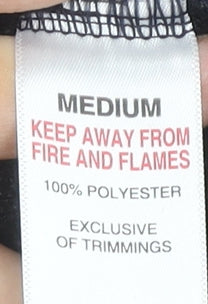 MEDIUM
KEEP AWAY FROM
FIRE AND FLAMES
100% POLYESTER
EXCLUSIVE
OF TRIMMINGS